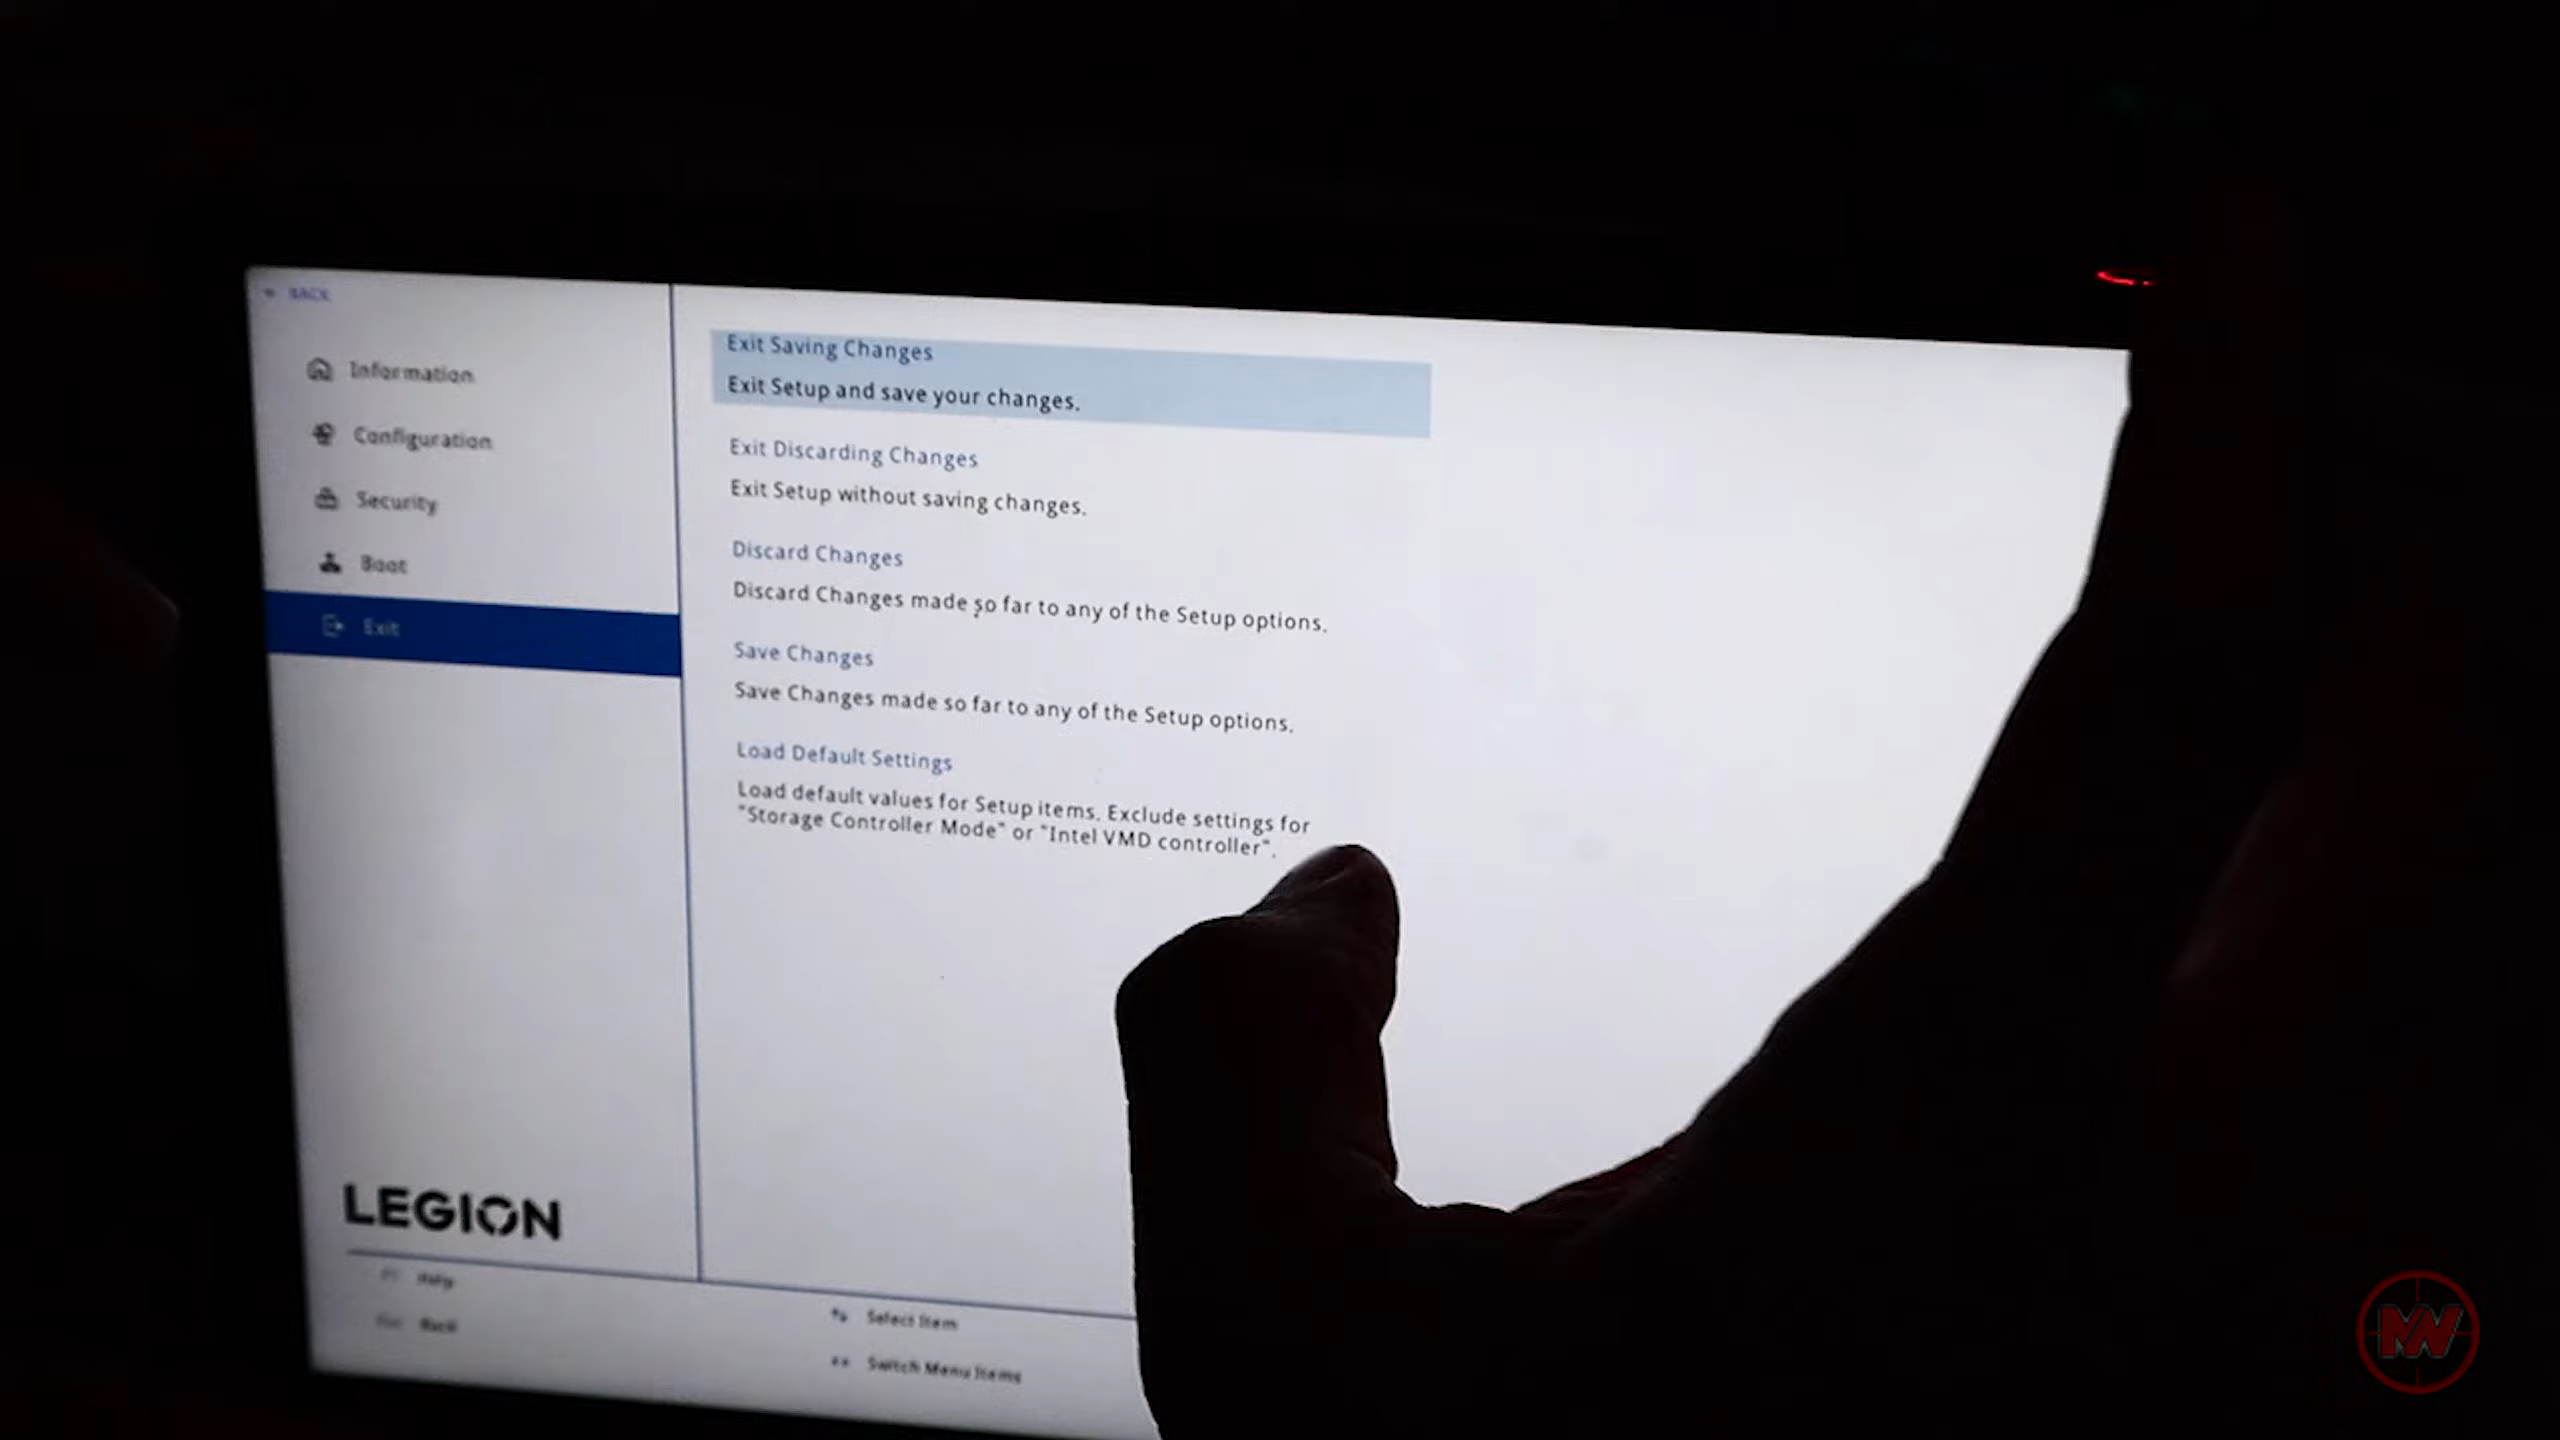 BACK
Information
Configuration
Security
Boot
Exit
LEGION
Exit Saving Changes
Exit Setup and save your changes.
Exit Discarding Changes
Exit Setup without saving changes.
Discard Changes
Discard Changes made so far to any of the Setup options.
Save Changes
Save Changes made so far to any of the Setup options.
Load Default Settings
Load default values for Setup items. Exclude settings for
"Storage Controller Mode" or "Intel VMD controller".
Help
Back
Select Item
Switch Menu Items